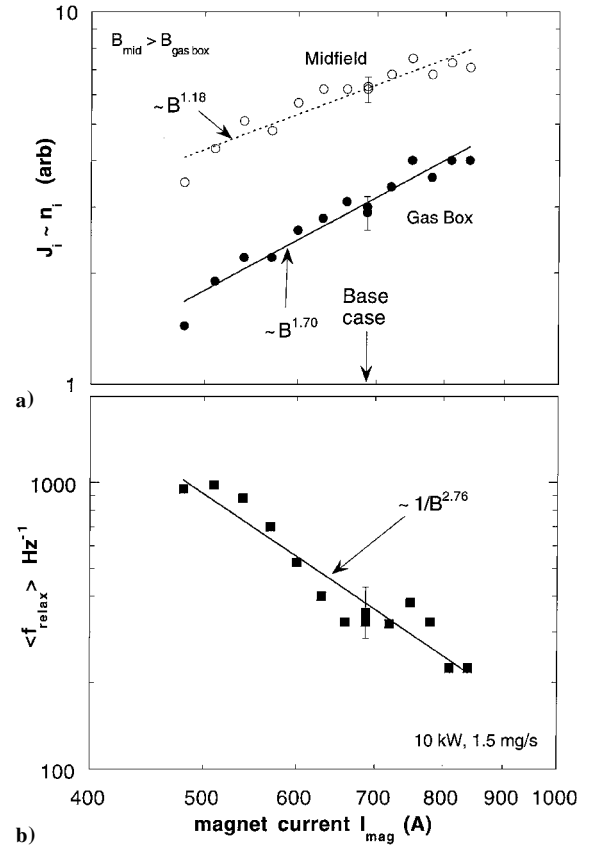 10
B_mid > B_gas box
Midfield
~ B^1.18
J_i ~ n_i (arb)
Gas Box
Base
case
~B^1.70
1
a)
1000
~ 1/B^2.76
<f_relax> Hz^-1
10 kW, 1.5 mg/s
100
400 500 600 700 800 900 1000
magnet current I_mag (A)
b)